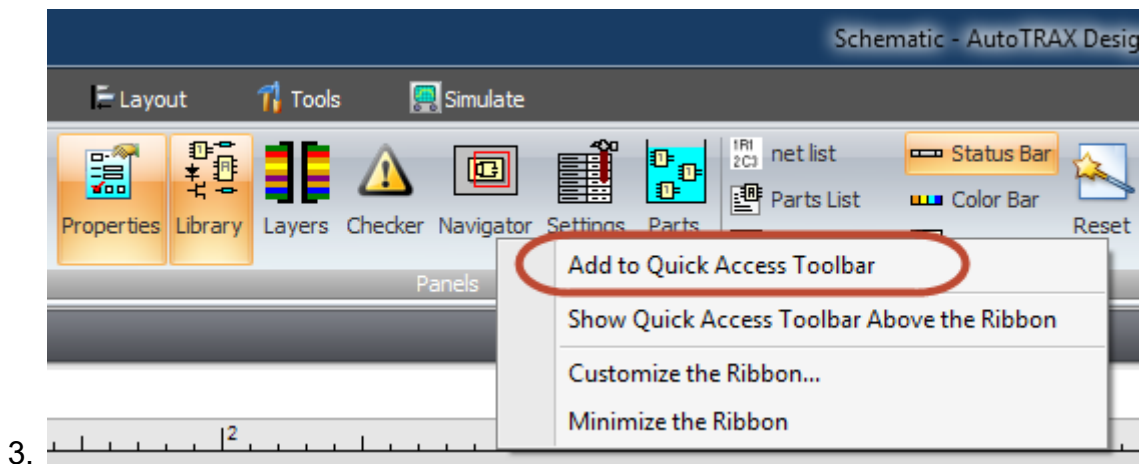 Schematic - AutoTRAX Desig
Layout Tools Simulate
1R1
2C3
net list Status Bar
Parts List Color Bar
Properties Library Layers Checker Navigator Settings Parts Reset
Panels
Add to Quick Access Toolbar
Show Quick Access Toolbar Above the Ribbon
Customize the Ribbon...
Minimize the Ribbon
2
3.